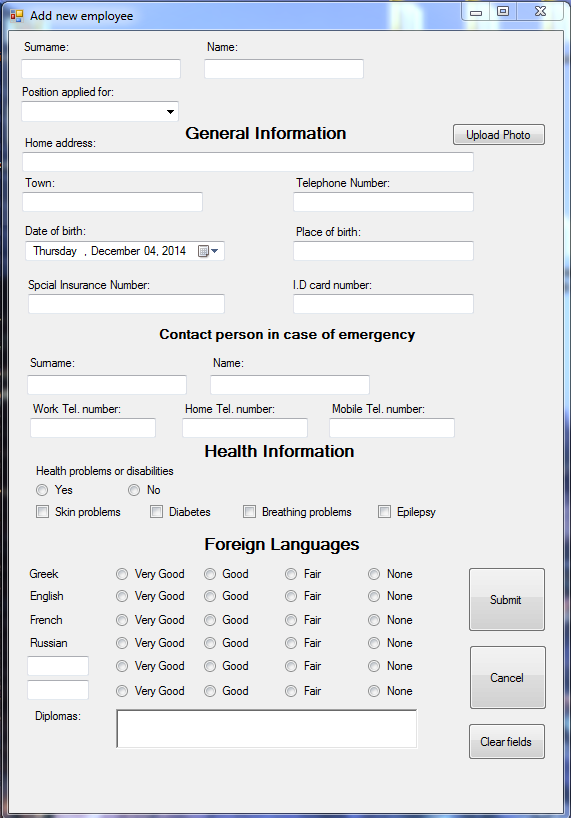 Add new employee
Surname: Name:
Position applied for:
General Information
Upload Photo
Home address:
Town: Telephone Number:
Date of birth: Place of birth:
Thursday , December 04, 2014
Spcial Insurance Number: I.D card number:
Contact person in case of emergency
Surname: Name:
Work Tel. number: Home Tel. number: Mobile Tel. number:
Health Information
Health problems or disabilities
Yes No
Skin problems Diabetes Breathing problems Epilepsy
Foreign Languages
Greek Very Good Good Fair None
English Very Good Good Fair None
French Very Good Good Fair None
Russian Very Good Good Fair None
Very Good Good Fair None
Very Good Good Fair None
Diplomas:
Submit
Cancel
Clear fields